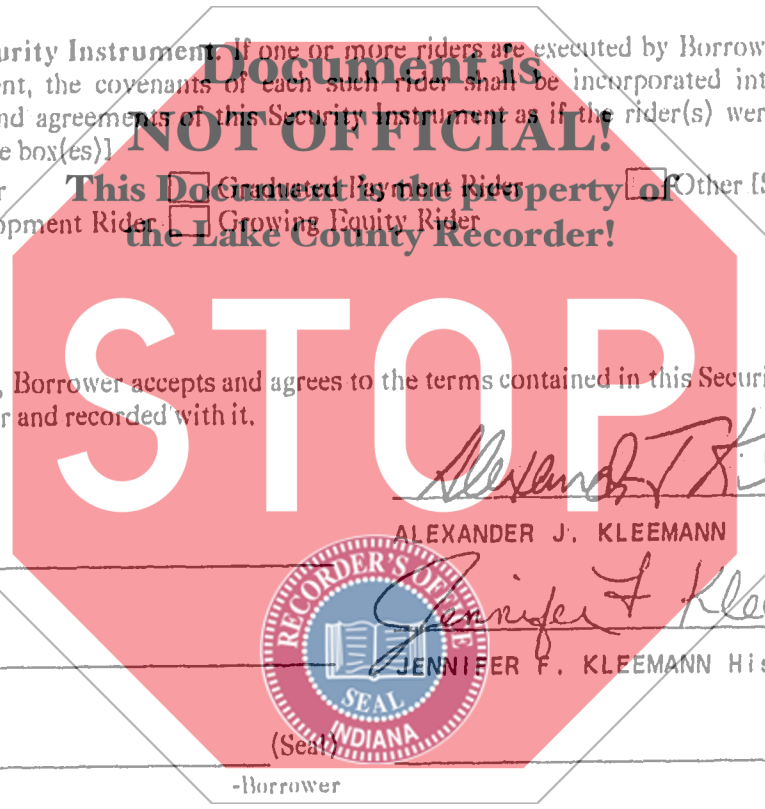 urity Instrument. If one or more riders are executed by Borrow
ent, the covenants of each such rider shall be incorporated int
nd agreements of this Security Instrument as if the rider(s) wer
e box(es)]
r Graduated Payment Rider Other [S
opment Rider Growing Equity Rider
Document is
NOT OFFICIAL!
This Document is the property of
the Lake County Recorder!
STOP
, Borrower accepts and agrees to the terms contained in this Securi
r and recorded with it.
Alexander J Kl
ALEXANDER J. KLEEMANN
Jennifer F Klee
JENNIFER F. KLEEMANN His
RECORDER'S OFFICE
SEAL
INDIANA
(Seal)
-Borrower